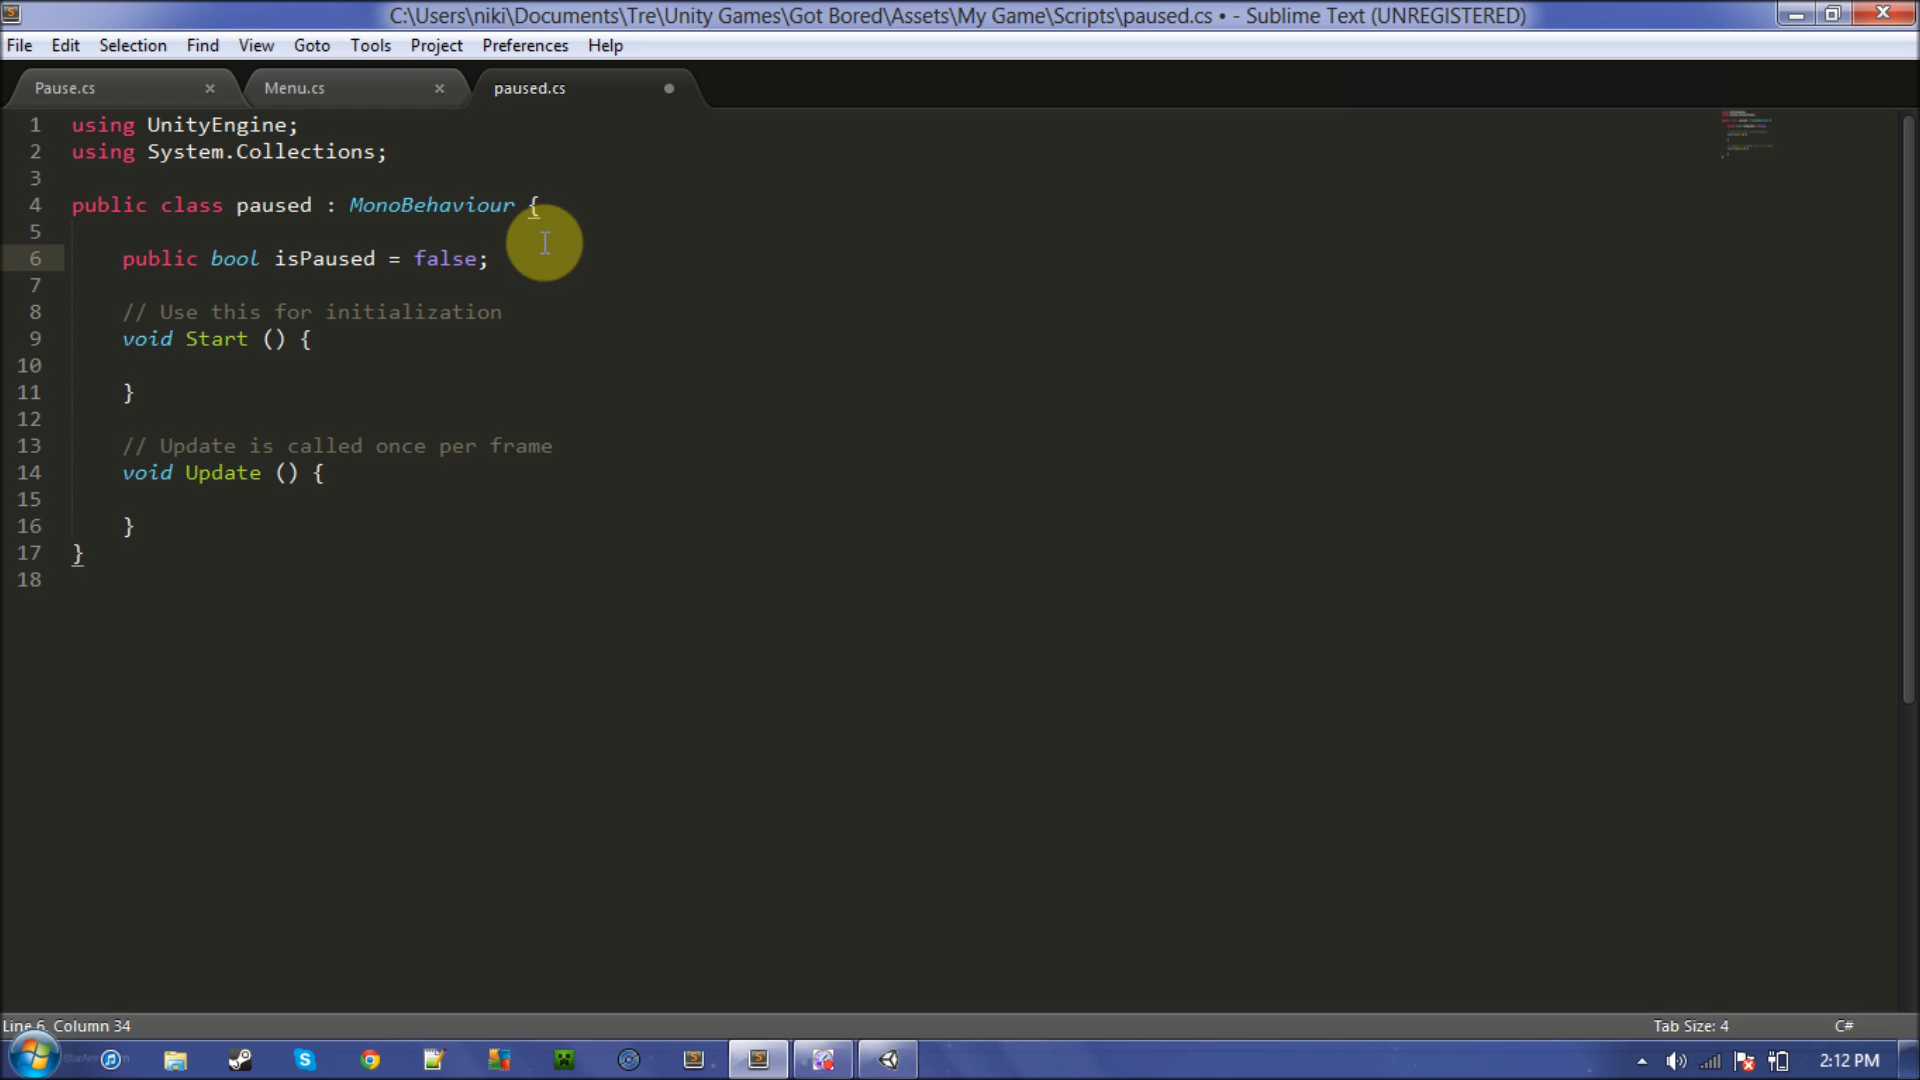 C:\Users\niki\Documents\Tre\Unity Games\Got Bored\Assets\My Game\Scripts\paused.cs • - Sublime Text (UNREGISTERED)
File Edit Selection Find View Goto Tools Project Preferences Help
Pause.cs × Menu.cs × paused.cs
1 using UnityEngine;
2 using System.Collections;
3
4 public class paused : MonoBehaviour {
5
6 public bool isPaused = false;
7
8 // Use this for initialization
9 void Start () {
10
11 }
12
13 // Update is called once per frame
14 void Update () {
15
16 }
17 }
18
Line 6, Column 34 Tab Size: 4 C#
2:12 PM